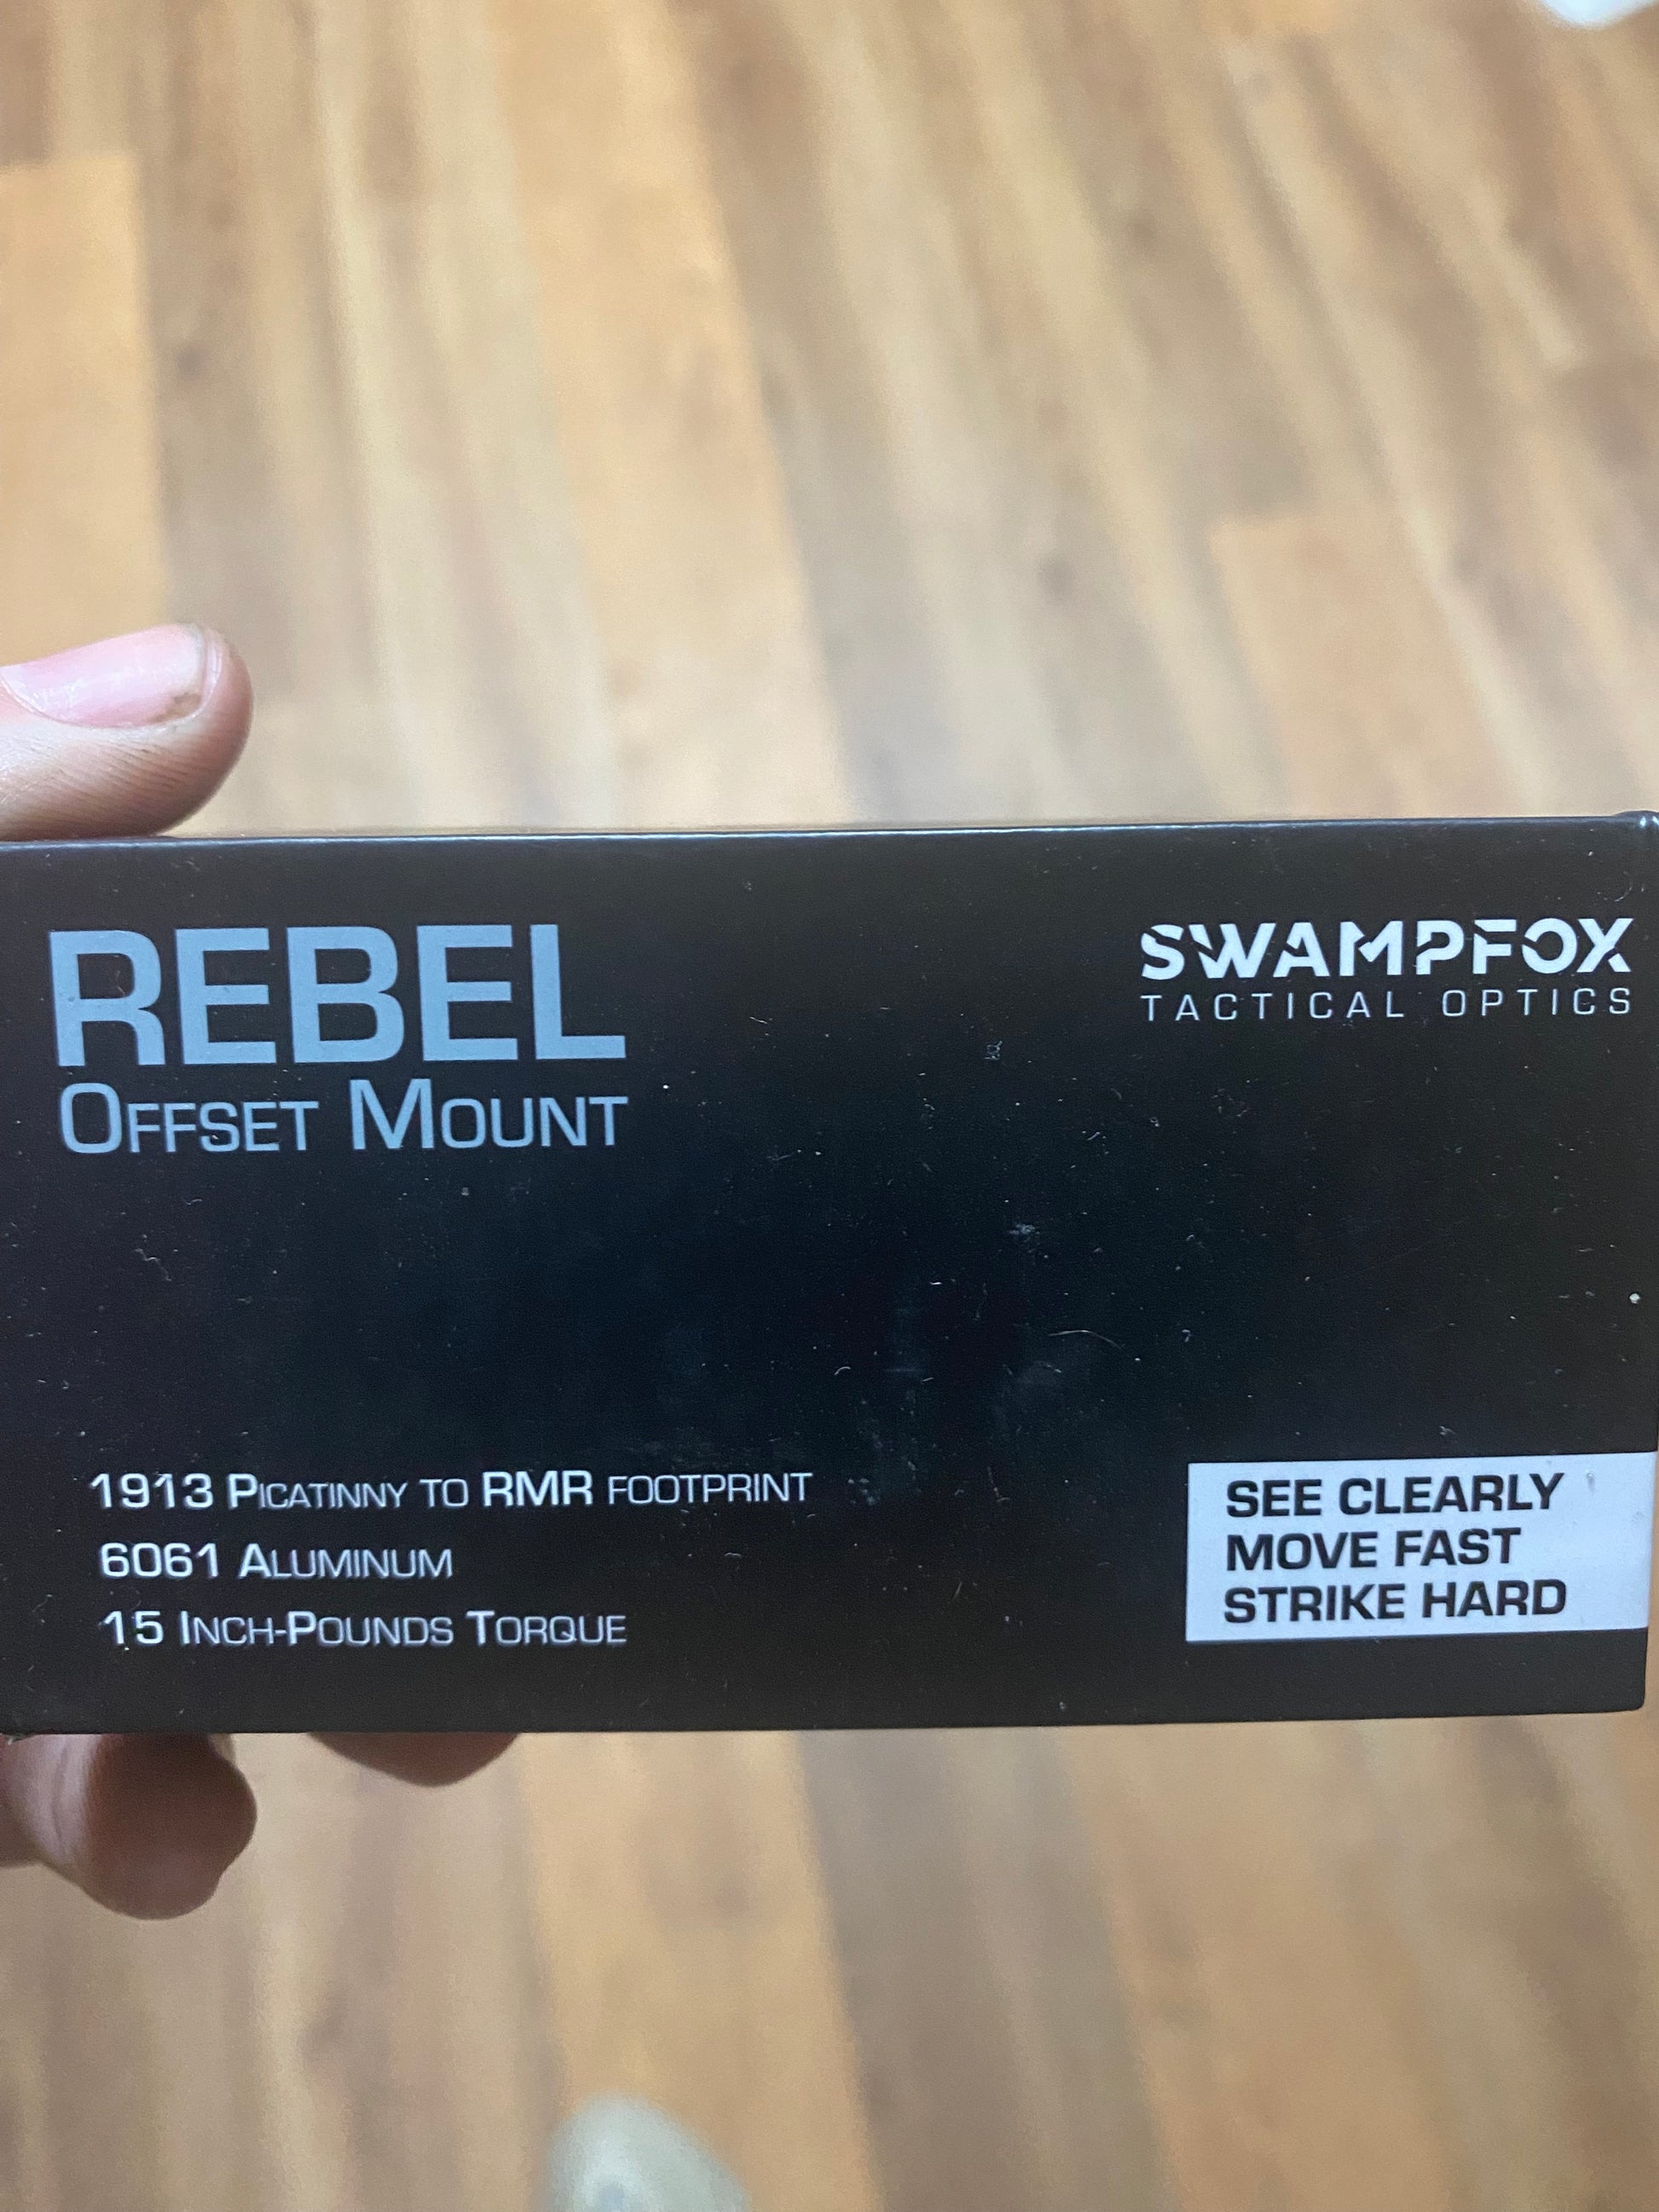 REBEL
OFFSET MOUNT
SWAMPFOX
TACTICAL OPTICS
1913 PICATINNY TO RMR FOOTPRINT
6061 ALUMINUM
15 INCH-POUNDS TORQUE
SEE CLEARLY
MOVE FAST
STRIKE HARD